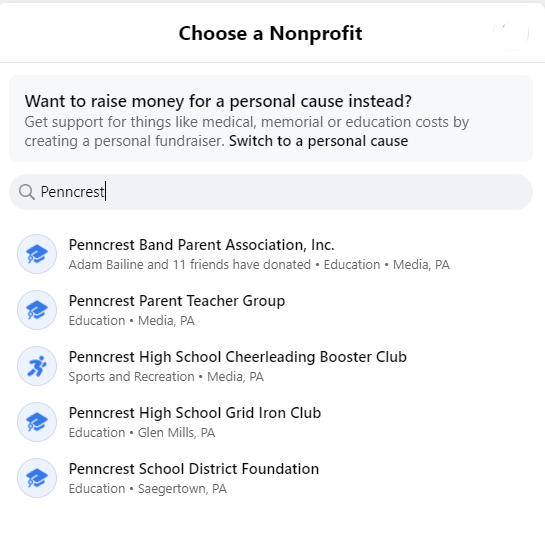 Choose a Nonprofit
Want to raise money for a personal cause instead?
Get support for things like medical, memorial or education costs by
creating a personal fundraiser. Switch to a personal cause
Penncrest
Penncrest Band Parent Association, Inc.
Adam Bailine and 11 friends have donated • Education • Media, PA
Penncrest Parent Teacher Group
Education • Media, PA
Penncrest High School Cheerleading Booster Club
Sports and Recreation • Media, PA
Penncrest High School Grid Iron Club
Education • Glen Mills, PA
Penncrest School District Foundation
Education • Saegertown, PA